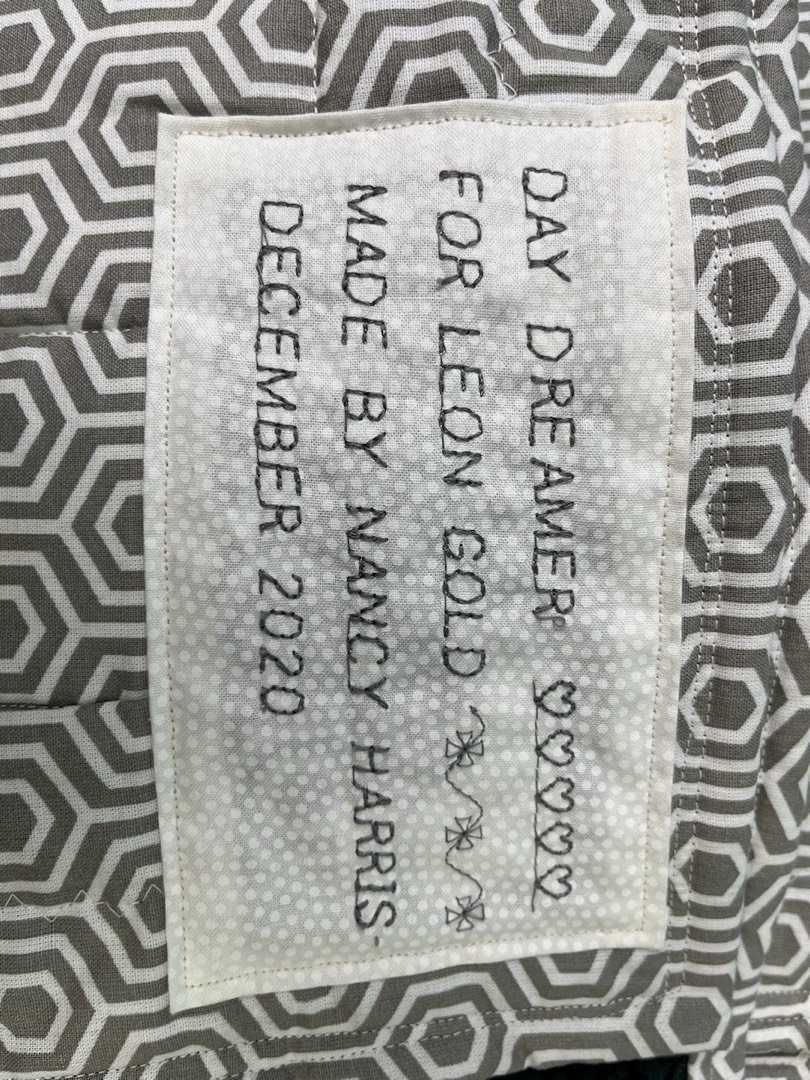 DAY DREAMER
FOR LEON GOLD
MADE BY NANCY HARRIS
DECEMBER 2020